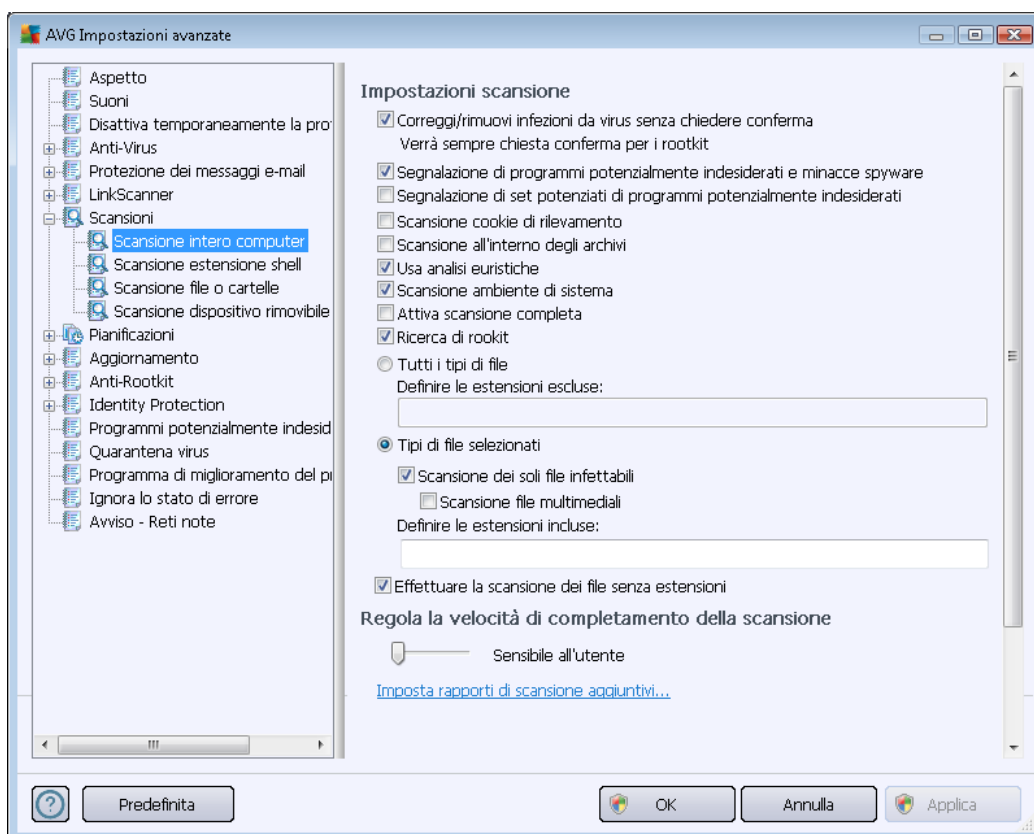 AVG Impostazioni avanzate
Aspetto
Suoni
Disattiva temporaneamente la pro
Anti-Virus
Protezione dei messaggi e-mail
LinkScanner
Scansioni
Scansione intero computer
Scansione estensione shell
Scansione file o cartelle
Scansione dispositivo rimovibile
Pianificazioni
Aggiornamento
Anti-Rootkit
Identity Protection
Programmi potenzialmente indesid
Quarantena virus
Programma di miglioramento del pr
Ignora lo stato di errore
Avviso - Reti note
Impostazioni scansione
Correggi/rimuovi infezioni da virus senza chiedere conferma
Verrà sempre chiesta conferma per i rootkit
Segnalazione di programmi potenzialmente indesiderati e minacce spyware
Segnalazione di set potenziati di programmi potenzialmente indesiderati
Scansione cookie di rilevamento
Scansione all'interno degli archivi
Usa analisi euristiche
Scansione ambiente di sistema
Attiva scansione completa
Ricerca di rookit
Tutti i tipi di file
Definire le estensioni escluse:
Tipi di file selezionati
Scansione dei soli file infettabili
Scansione file multimediali
Definire le estensioni incluse:
Effettuare la scansione dei file senza estensioni
Regola la velocità di completamento della scansione
Sensibile all'utente
Imposta rapporti di scansione aggiuntivi...
Predefinita
OK
Annulla
Applica